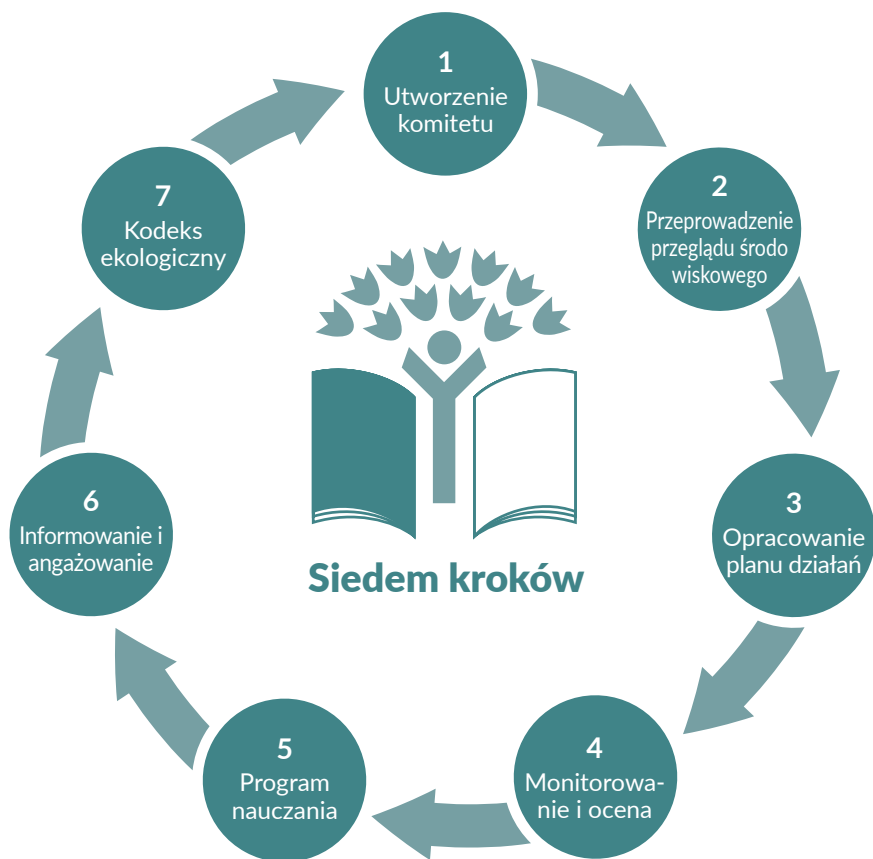 1
Utworzenie
komitetu
2
Przeprowadzenie
przeglądu środo
wiskowego
3
Opracowanie
planu działań
4
Monitorowa-
nie i ocena
5
Program
nauczania
6
Informowanie i
angażowanie
7
Kodeks
ekologiczny
Siedem kroków